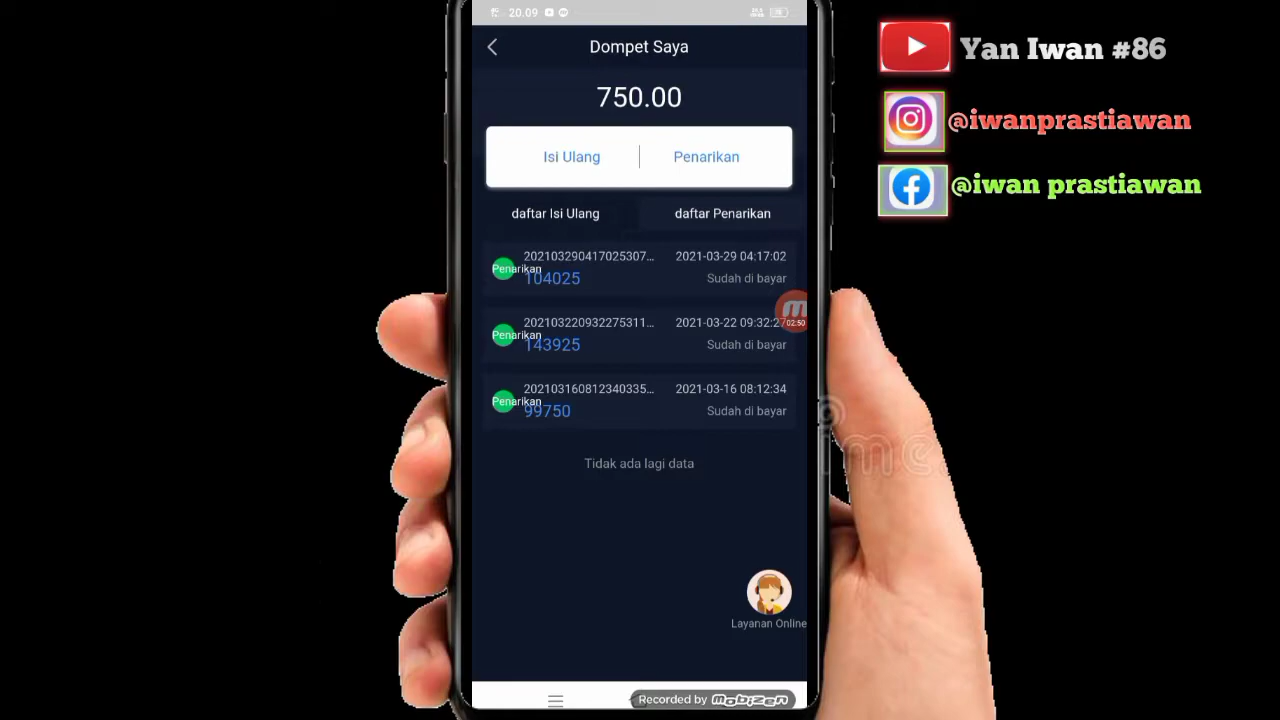 20.09
Dompet Saya
750.00
Isi Ulang
Penarikan
daftar Isi Ulang
daftar Penarikan
202103290417025307...
2021-03-29 04:17:02
Penarikan
104025
Sudah di bayar
202103220932275311...
2021-03-22 09:32:27
Penarikan
143925
Sudah di bayar
02:50
202103160812340335...
2021-03-16 08:12:34
Penarikan
99750
Sudah di bayar
Tidak ada lagi data
Layanan Online
Recorded by mobizen
Yan Iwan #86
@iwanprastiawan
@iwan prastiawan